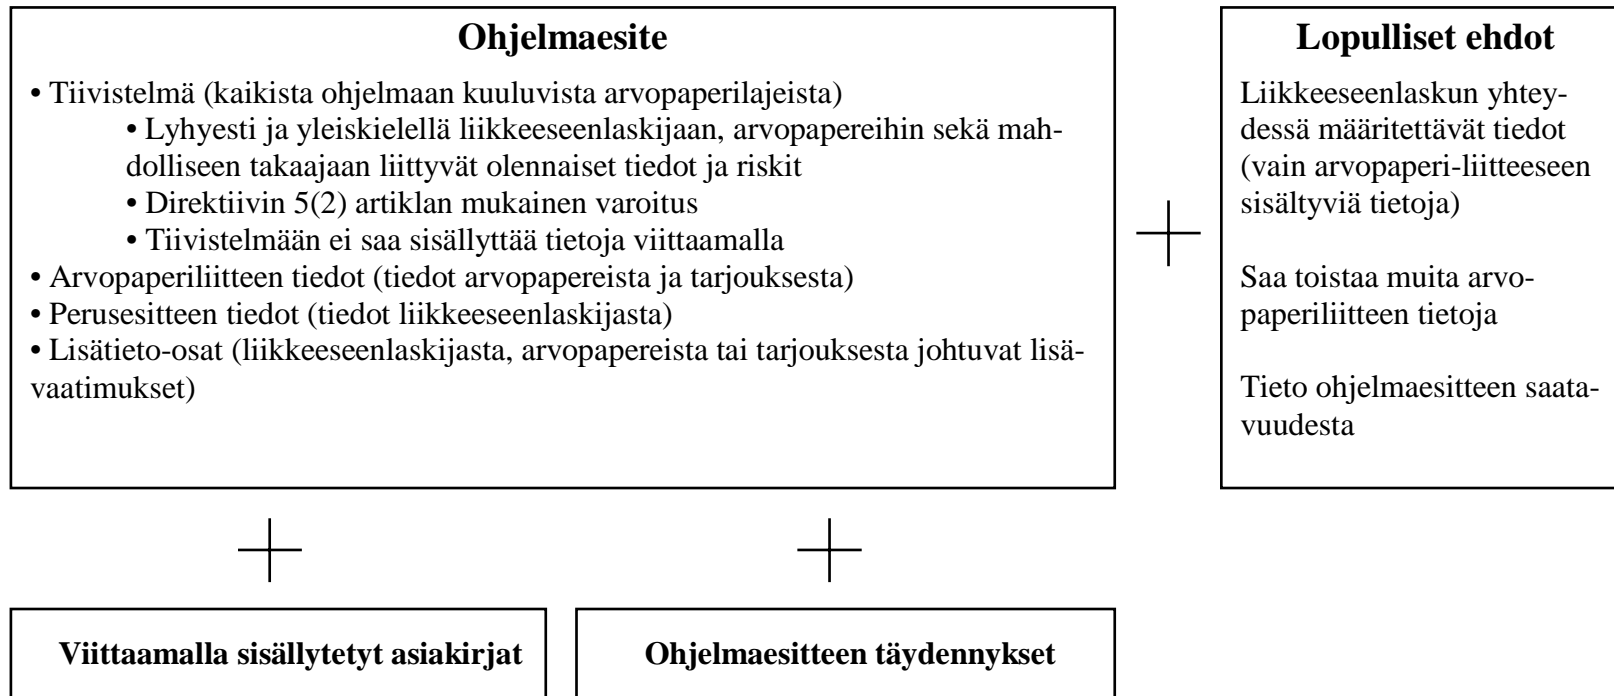 Ohjelmaesite
• Tiivistelmä (kaikista ohjelmaan kuuluvista arvopaperilajeista)
• Lyhyesti ja yleiskielellä liikkeeseenlaskijaan, arvopapereihin sekä mah-
dolliseen takaajaan liittyvät olennaiset tiedot ja riskit
• Direktiivin 5(2) artiklan mukainen varoitus
• Tiivistelmään ei saa sisällyttää tietoja viittaamalla
• Arvopaperiliitteen tiedot (tiedot arvopapereista ja tarjouksesta)
• Perusesitteen tiedot (tiedot liikkeeseenlaskijasta)
• Lisätieto-osat (liikkeeseenlaskijasta, arvopapereista tai tarjouksesta johtuvat lisä-
vaatimukset)
Lopulliset ehdot
Liikkeeseenlaskun yhtey-
dessä määritettävät tiedot
(vain arvopaperi-liitteeseen
sisältyviä tietoja)
Saa toistaa muita arvo-
paperiliitteen tietoja
Tieto ohjelmaesitteen saata-
vuudesta
Viittaamalla sisällytetyt asiakirjat
Ohjelmaesitteen täydennykset